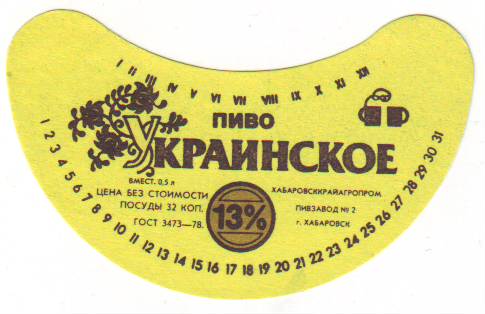 I II III IV V VI VII VIII IX X XI XII
ПИВО
УКРАИНСКОЕ
ВМЕСТ. 0,5 л
ЦЕНА БЕЗ СТОИМОСТИ
ПОСУДЫ 32 КОП.
ГОСТ 3473—78.
13%
ХАБАРОВСККРАЙАГРОПРОМ
ПИВЗАВОД № 2
г. ХАБАРОВСК
1 2 3 4 5 6 7 8 9 10 11 12 13 14 15 16 17 18 19 20 21 22 23 24 25 26 27 28 29 30 31